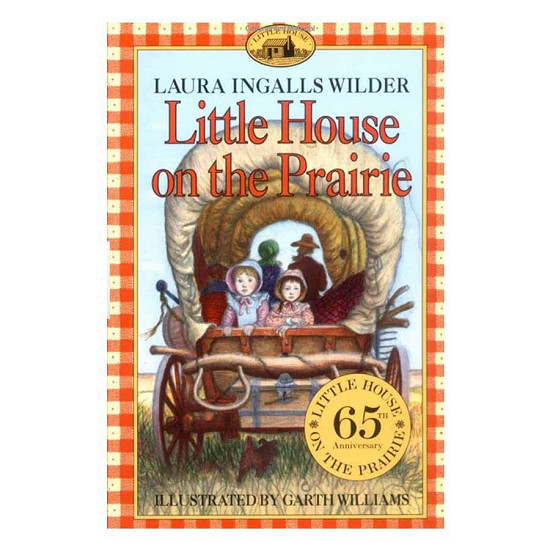 LITTLE HOUSE
LAURA INGALLS WILDER
Little House
on the Prairie
LITTLE HOUSE
65TH
Anniversary
ON THE PRAIRIE
ILLUSTRATED BY GARTH WILLIAMS